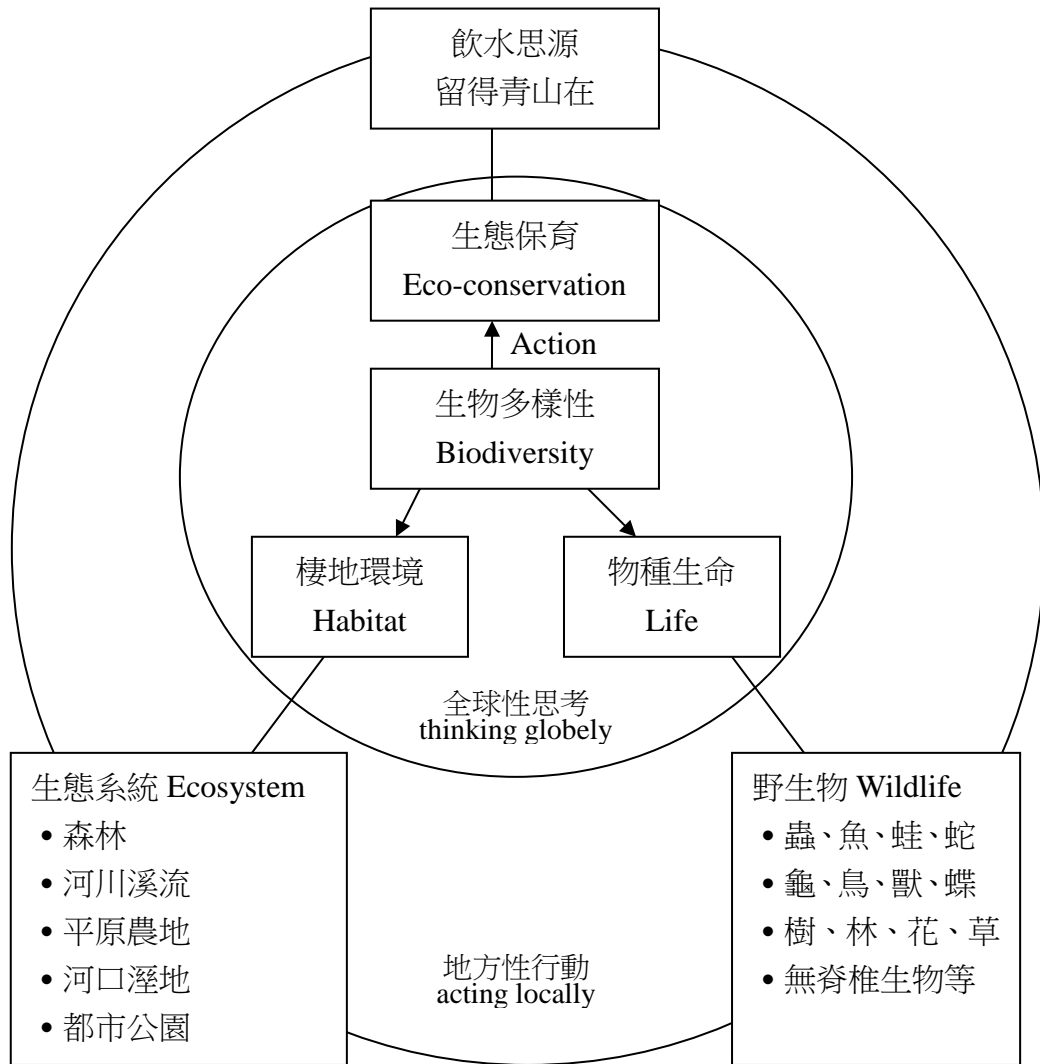 飲水思源
留得青山在
生態保育
Eco-conservation
Action
生物多樣性
Biodiversity
棲地環境
Habitat
物種生命
Life
全球性思考
thinking globely
生態系統 Ecosystem
• 森林
• 河川溪流
• 平原農地
• 河口溼地
• 都市公園
野生物 Wildlife
• 蟲、魚、蛙、蛇
• 龜、鳥、獸、蝶
• 樹、林、花、草
• 無脊椎生物等
地方性行動
acting locally